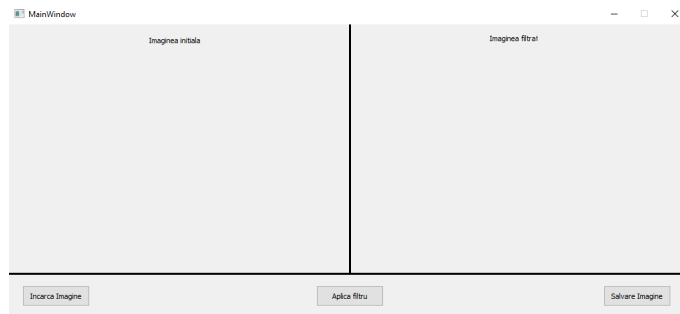 MainWindow
Imaginea initiala
Imaginea filtrat
Incarca Imagine
Aplica filtru
Salvare Imagine